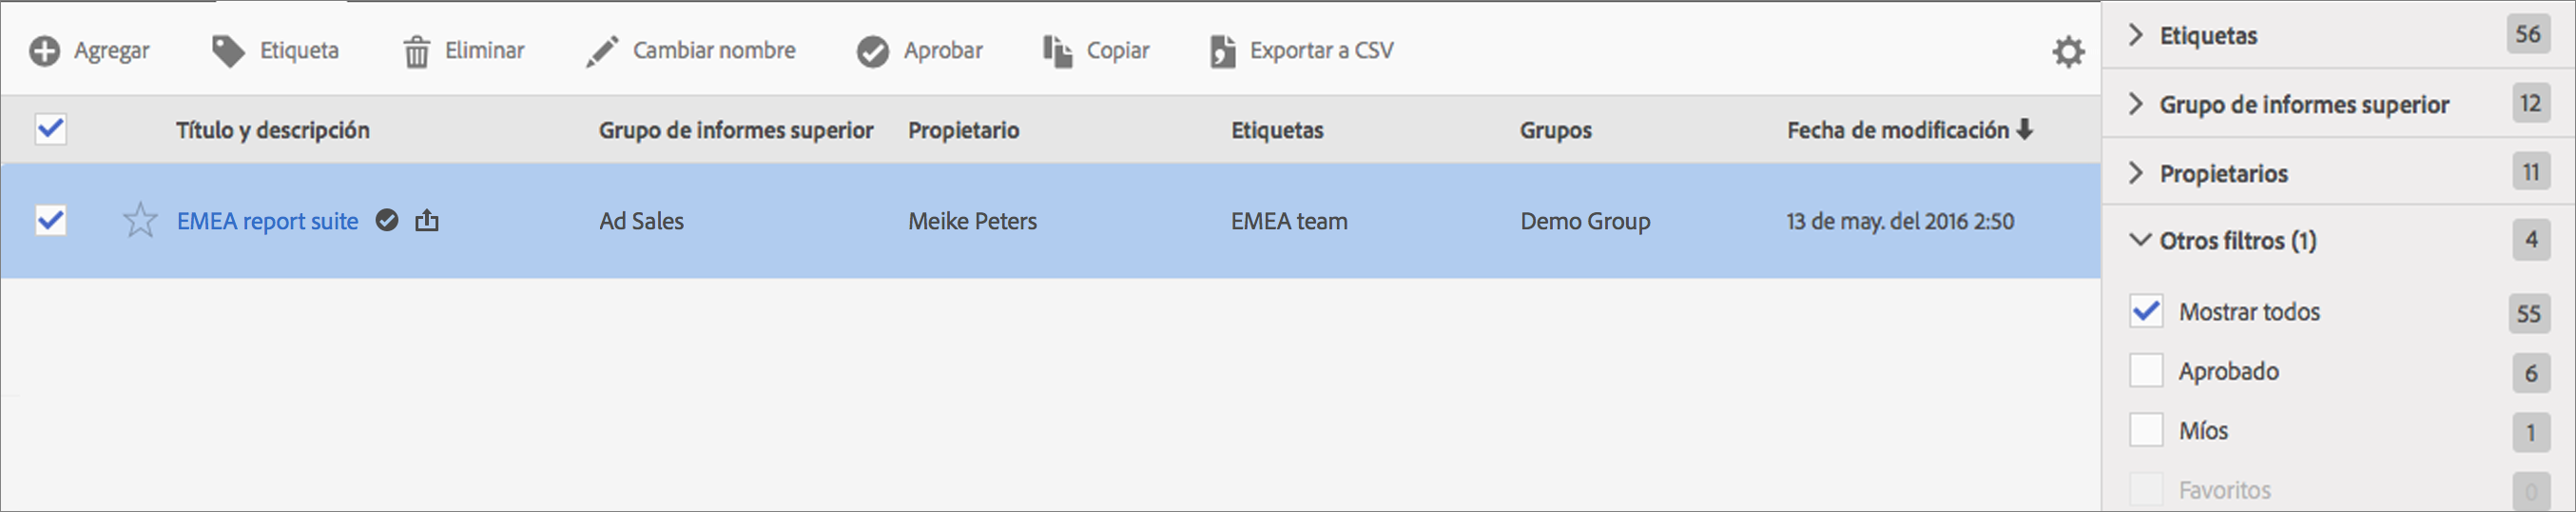 Agregar Etiqueta Eliminar Cambiar nombre Aprobar Copiar Exportar a CSV
Título y descripción Grupo de informes superior Propietario Etiquetas Grupos Fecha de modificación
EMEA report suite Ad Sales Meike Peters EMEA team Demo Group 13 de may. del 2016 2:50
Etiquetas 56
Grupo de informes superior 12
Propietarios 11
Otros filtros (1) 4
Mostrar todos 55
Aprobado 6
Míos 1
Favoritos 0